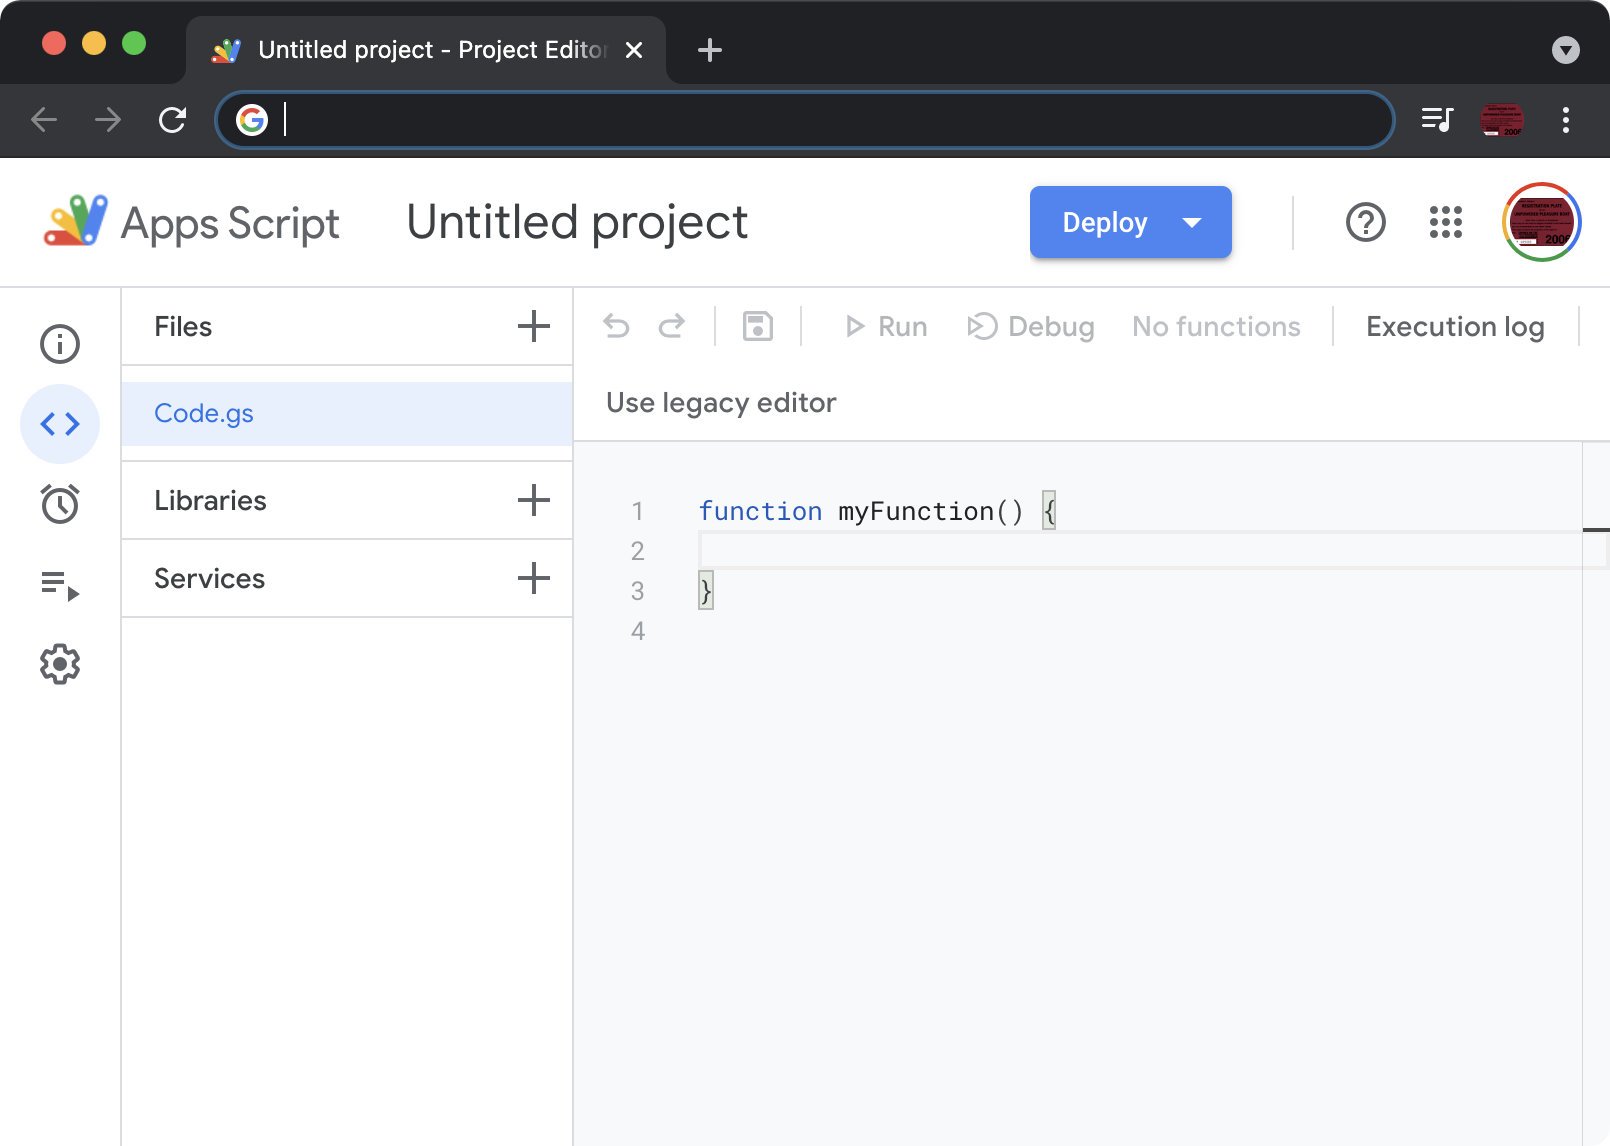 Untitled project - Project Editor
Apps Script
Untitled project
Deploy
2006
Files
Code.gs
Libraries
Services
Run
Debug
No functions
Execution log
Use legacy editor
1 function myFunction() {
2
3 }
4